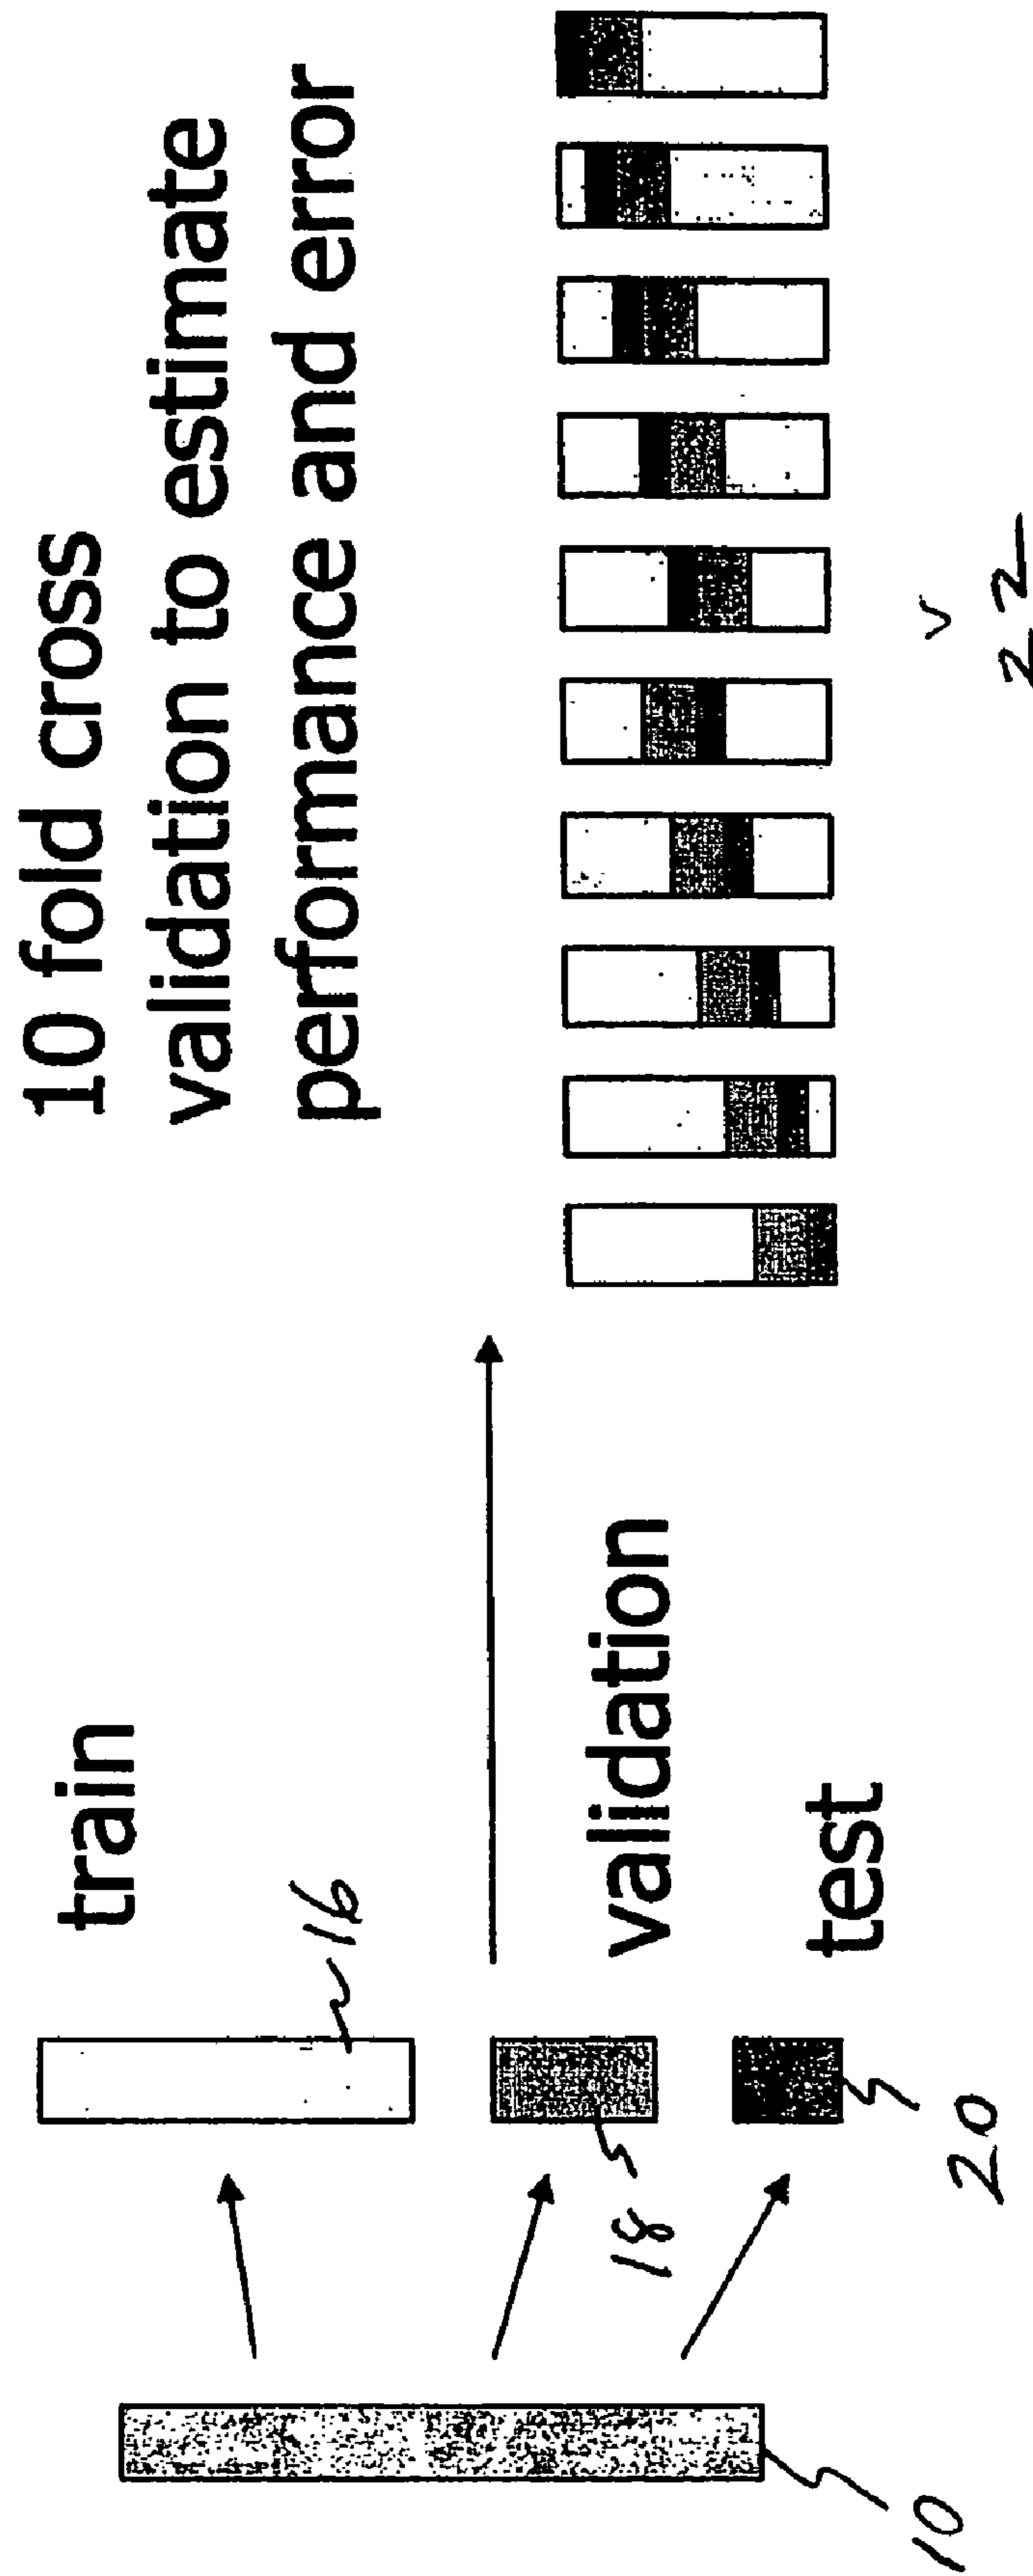 10 fold cross
validation to estimate
performance and error
train
16
validation
18
test
20
10
22